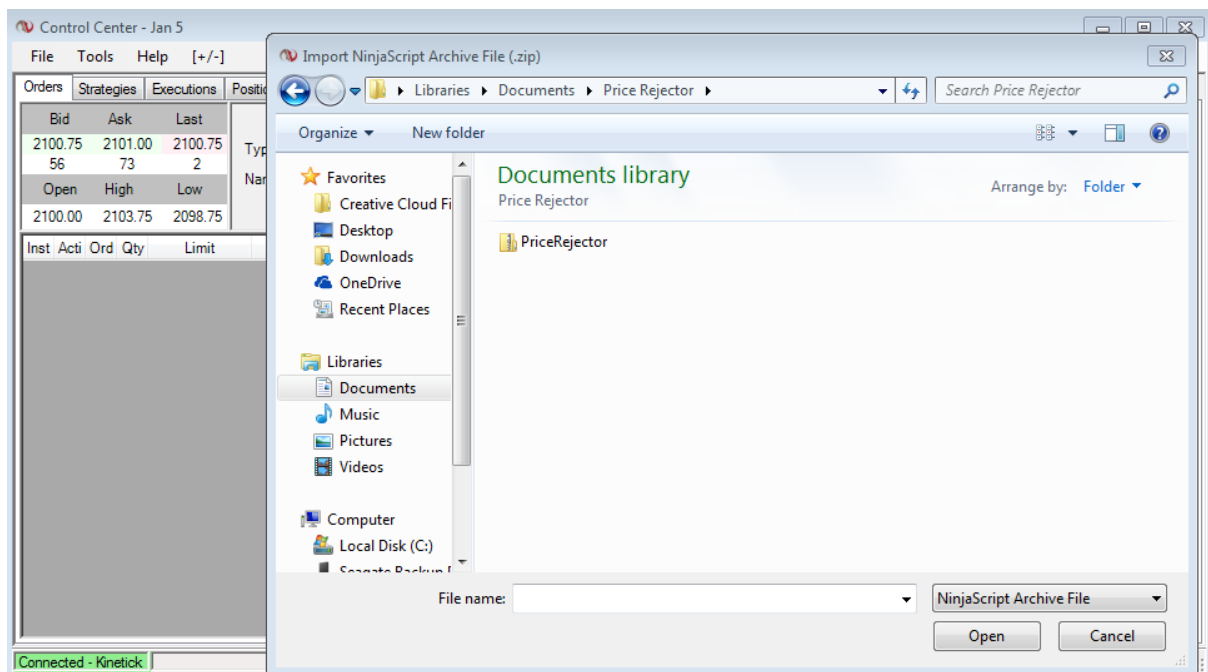 Control Center - Jan 5
File Tools Help [+/-]
Orders Strategies Executions
Bid Ask Last
2100.75 2101.00 2100.75
56 73 2
Open High Low
2100.00 2103.75 2098.75
Inst Acti Ord Qty Limit
Connected - Kinetick
Import NinjaScript Archive File (.zip)
Libraries Documents Price Rejector
Search Price Rejector
Organize New folder
Favorites
Creative Cloud Fi
Desktop
Downloads
OneDrive
Recent Places
Libraries
Documents
Music
Pictures
Videos
Computer
Local Disk (C:)
Documents library
Price Rejector
Arrange by: Folder
PriceRejector
File name:
NinjaScript Archive File
Open Cancel